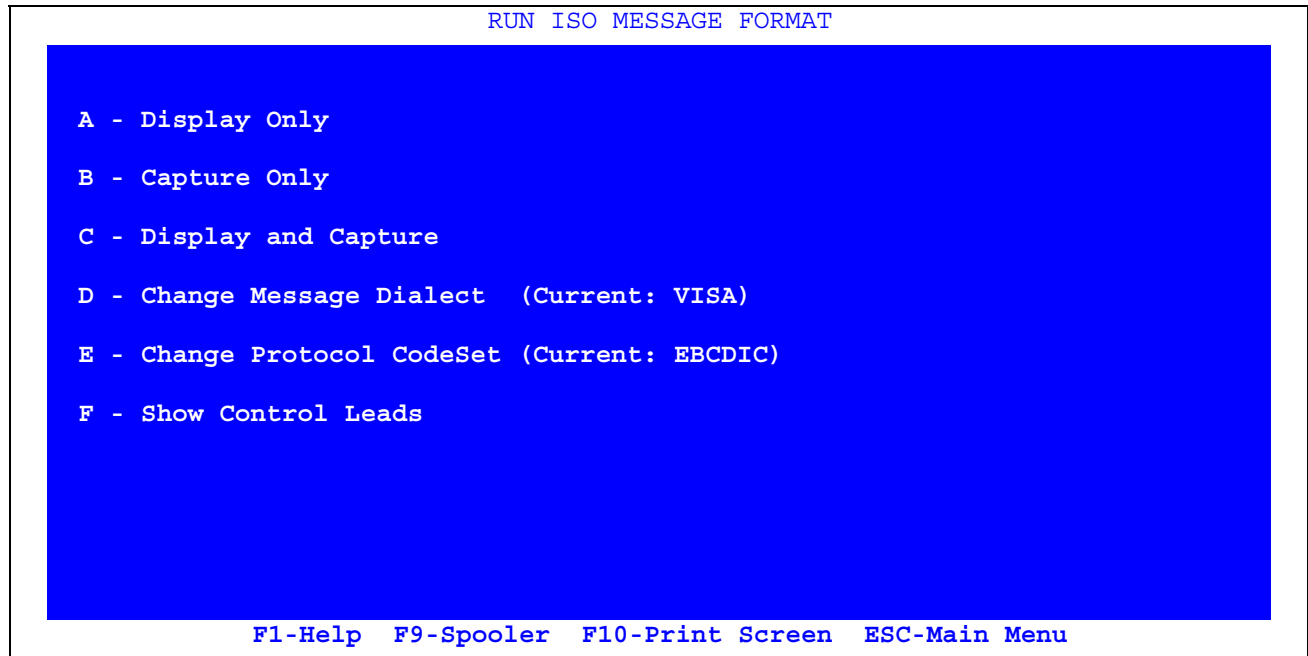 RUN ISO MESSAGE FORMAT
A - Display Only
B - Capture Only
C - Display and Capture
D - Change Message Dialect  (Current: VISA)
E - Change Protocol CodeSet (Current: EBCDIC)
F - Show Control Leads
F1-Help  F9-Spooler  F10-Print Screen  ESC-Main Menu